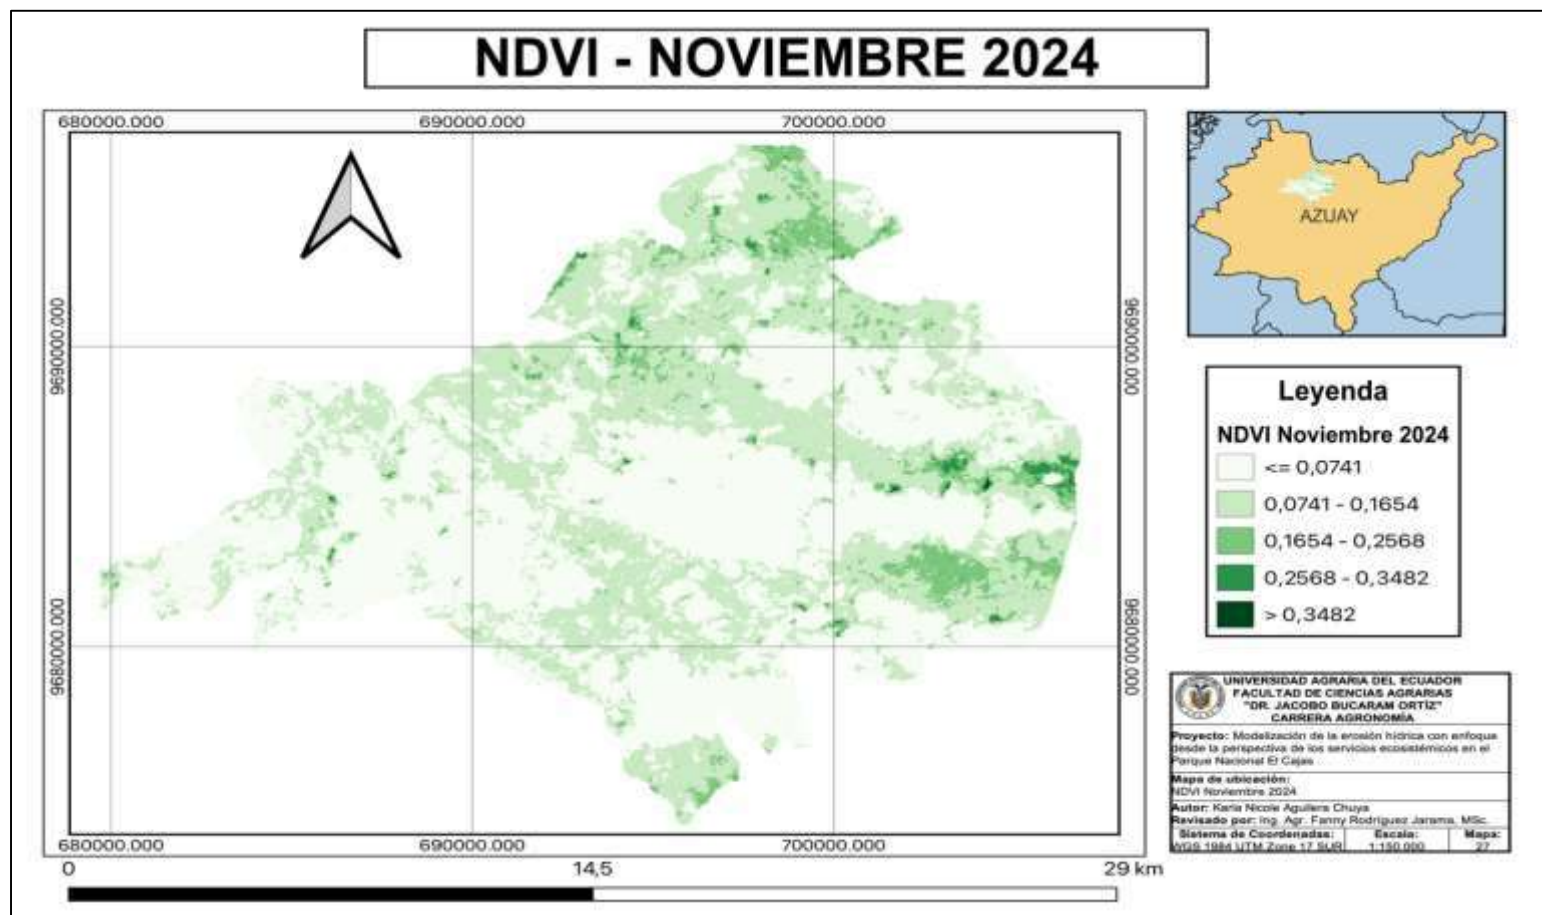 NDVI - NOVIEMBRE 2024
680000.000 690000.000 700000.000
9690000.000 9690000.000
9680000.000 9680000.000
680000.000 690000.000 700000.000
0 14,5 29 km
AZUAY
Leyenda
NDVI Noviembre 2024
<= 0,0741
0,0741 - 0,1654
0,1654 - 0,2568
0,2568 - 0,3482
> 0,3482
UNIVERSIDAD AGRARIA DEL ECUADOR
FACULTAD DE CIENCIAS AGRARIAS
"DR. JACOBO BUCARAM ORTÍZ"
CARRERA AGRONOMÍA
Proyecto: Modelización de la erosión hídrica con enfoque
desde la perspectiva de los servicios ecosistémicos en el
Parque Nacional El Cajas
Mapa de ubicación:
NDVI Noviembre 2024
Autor: Karla Nicole Aguilera Chuya
Revisado por: Ing. Agr. Fanny Rodríguez Jarama, MSc.
Sistema de Coordenadas: Escala: Mapa:
WGS 1984 UTM Zone 17 SUR 1:150.000 27